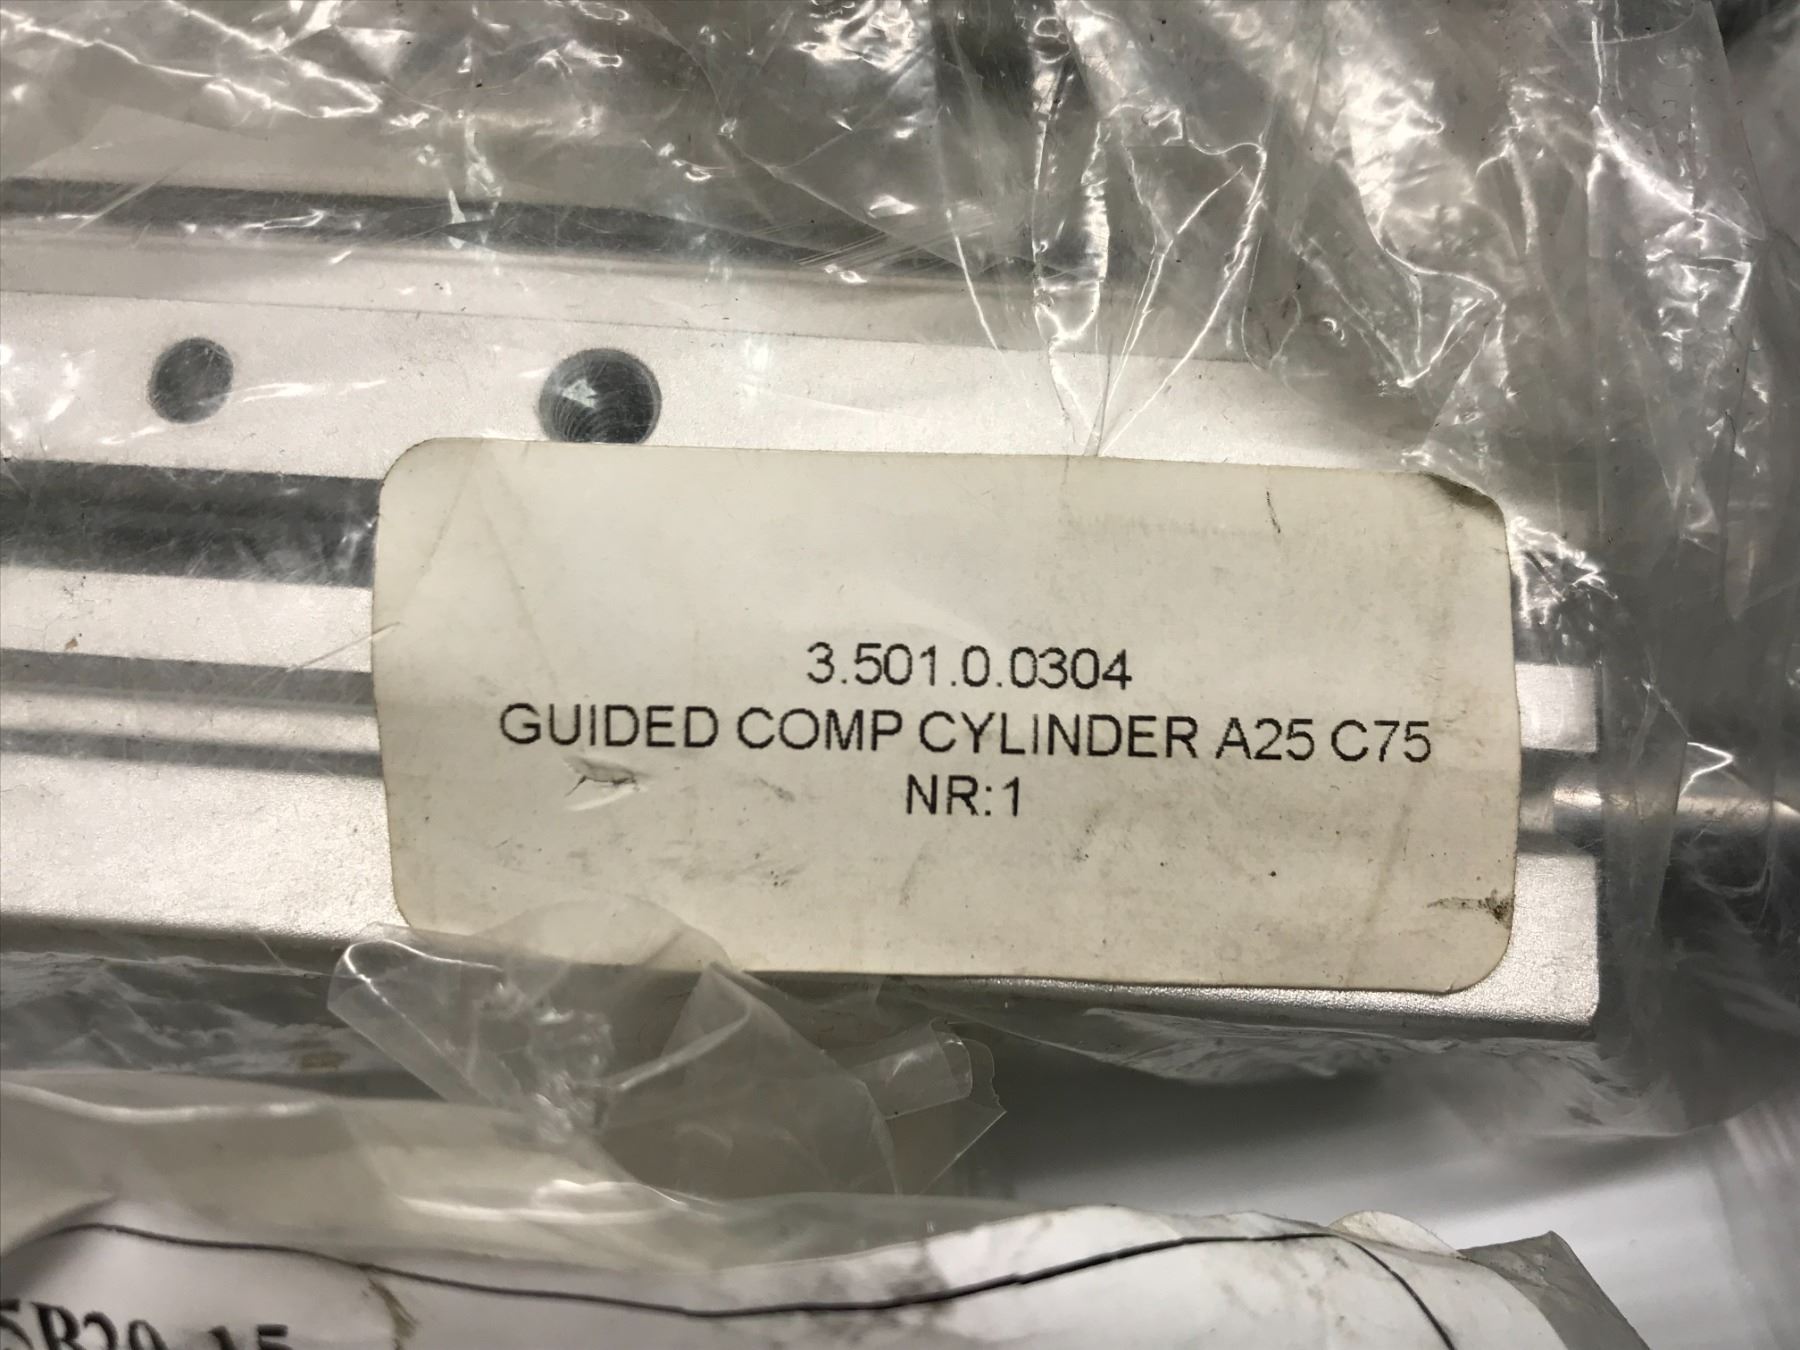 3.501.0.0304
GUIDED COMP CYLINDER A25 C75
NR:1